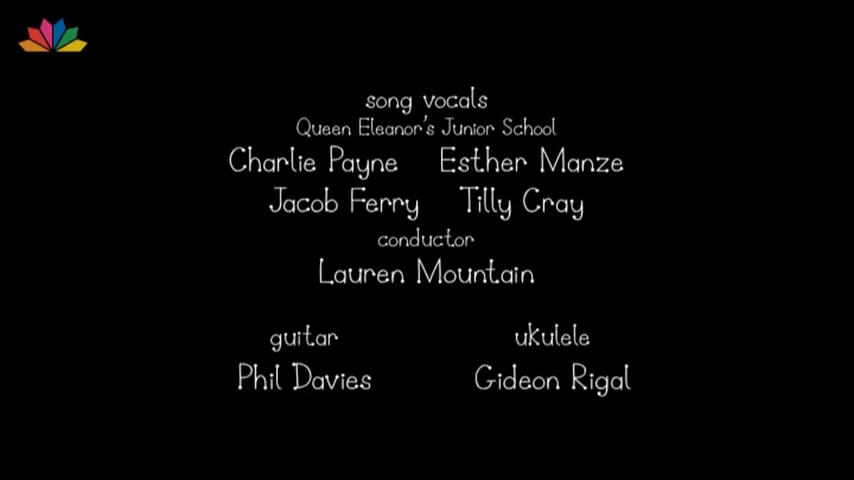 song vocals
Queen Eleanor's Junior School
Charlie Payne Esther Manze
Jacob Ferry Tilly Cray
conductor
Lauren Mountain
guitar ukulele
Phil Davies Gideon Rigal